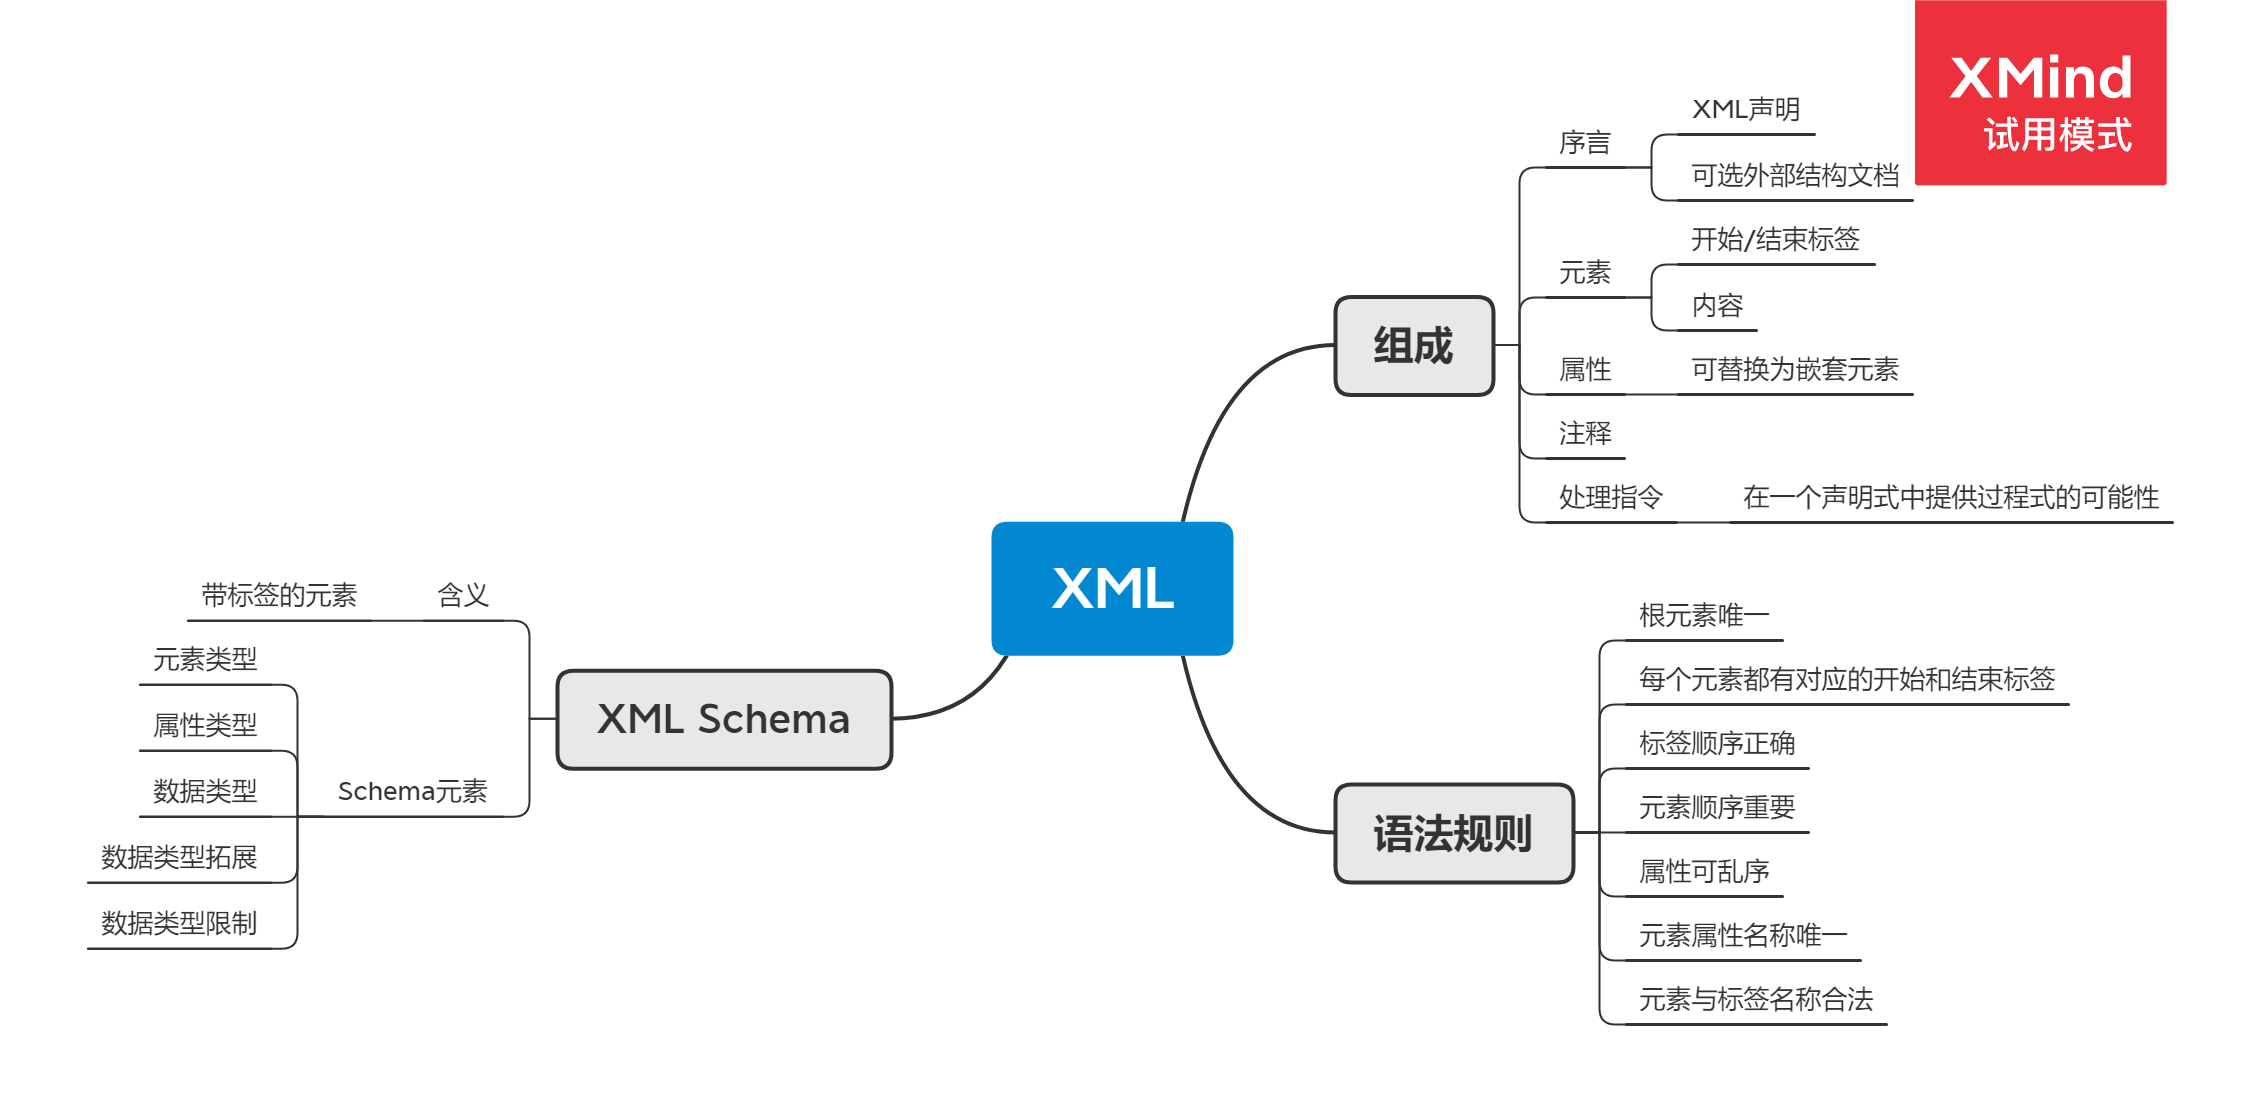 XMind
试用模式
XML
组成
序言
XML声明
可选外部结构文档
元素
开始/结束标签
内容
属性
可替换为嵌套元素
注释
处理指令
在一个声明式中提供过程式的可能性
语法规则
根元素唯一
每个元素都有对应的开始和结束标签
标签顺序正确
元素顺序重要
属性可乱序
元素属性名称唯一
元素与标签名称合法
XML Schema
含义
带标签的元素
Schema元素
元素类型
属性类型
数据类型
数据类型拓展
数据类型限制